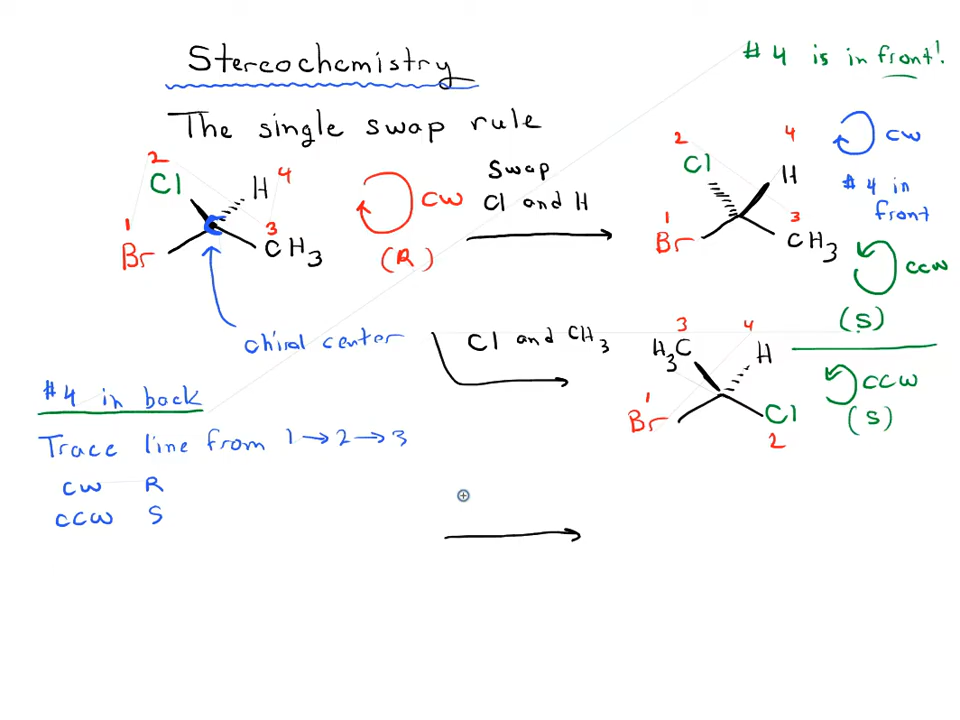 Stereochemistry
# 4 is in front!
The single swap rule
2
Cl
H
4
1
Br
3
CH3
CW
(R)
Swap
Cl and H
2
Cl
4
H
1
Br
3
CH3
CW
# 4 in
front
CCW
(S)
chiral center
Cl and CH3
3
H3C
4
H
1
Br
Cl
2
CCW
(S)
#4 in back
Trace line from 1→2→3
CW R
CCW S